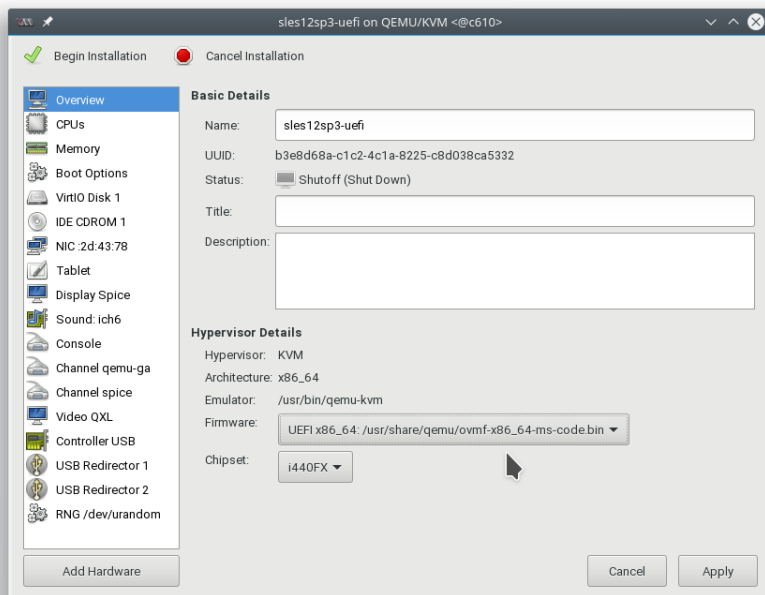 sles12sp3-uefi on QEMU/KVM <@c610>
Begin Installation
Cancel Installation
Overview
CPUs
Memory
Boot Options
VirtIO Disk 1
IDE CDROM 1
NIC :2d:43:78
Tablet
Display Spice
Sound: ich6
Console
Channel qemu-ga
Channel spice
Video QXL
Controller USB
USB Redirector 1
USB Redirector 2
RNG /dev/urandom
Add Hardware
Basic Details
Name: sles12sp3-uefi
UUID: b3e8d68a-c1c2-4c1a-8225-c8d038ca5332
Status: Shutoff (Shut Down)
Title:
Description:
Hypervisor Details
Hypervisor: KVM
Architecture: x86_64
Emulator: /usr/bin/qemu-kvm
Firmware: UEFI x86_64: /usr/share/qemu/ovmf-x86_64-ms-code.bin
Chipset: i440FX
Cancel
Apply